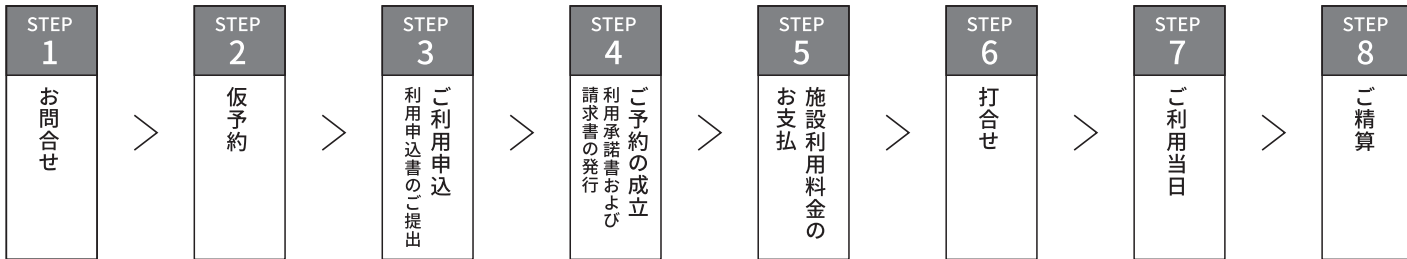 STEP
1
お問合せ
STEP
2
仮予約
STEP
3
ご利用申込
利用申込書のご提出
STEP
4
ご予約の成立
利用承諾書および
請求書の発行
STEP
5
施設利用料金の
お支払
STEP
6
打合せ
STEP
7
ご利用当日
STEP
8
ご精算